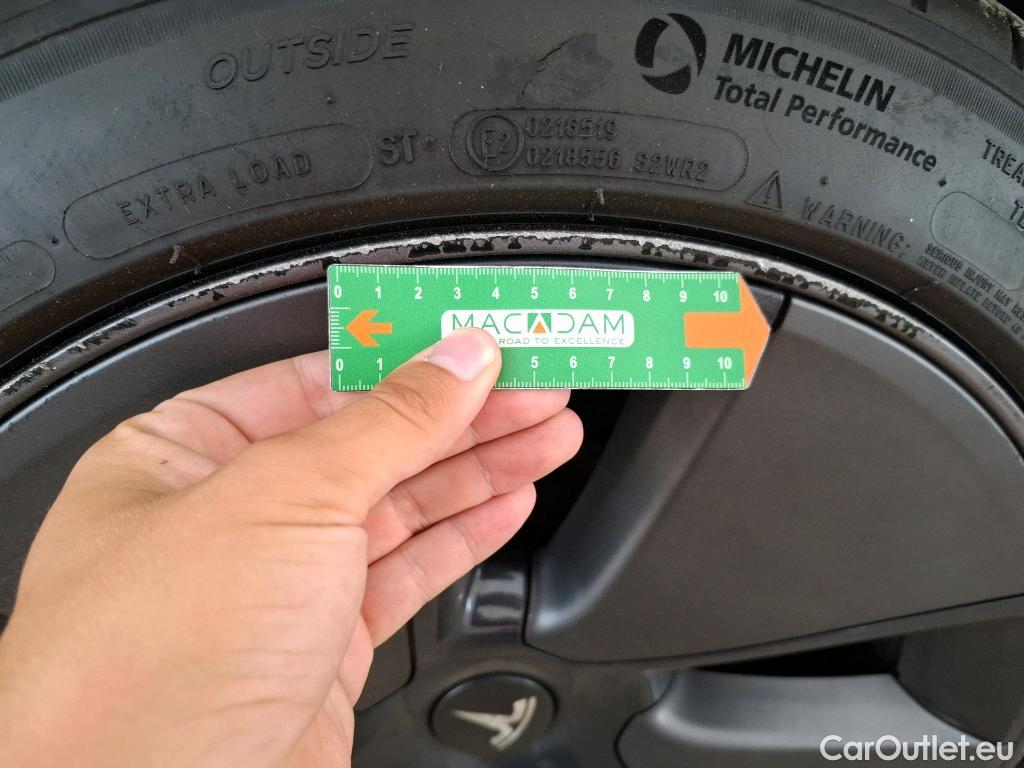 OUTSIDE
MICHELIN
Total Performance
EXTRA LOAD
ST
E2
0216519
0218556 S2WR2
WARNING:
0 1 2 3 4 5 6 7 8 9 10
MACADAM
ROAD TO EXCELLENCE
0 1 5 6 7 8 9 10
CarOutlet.eu